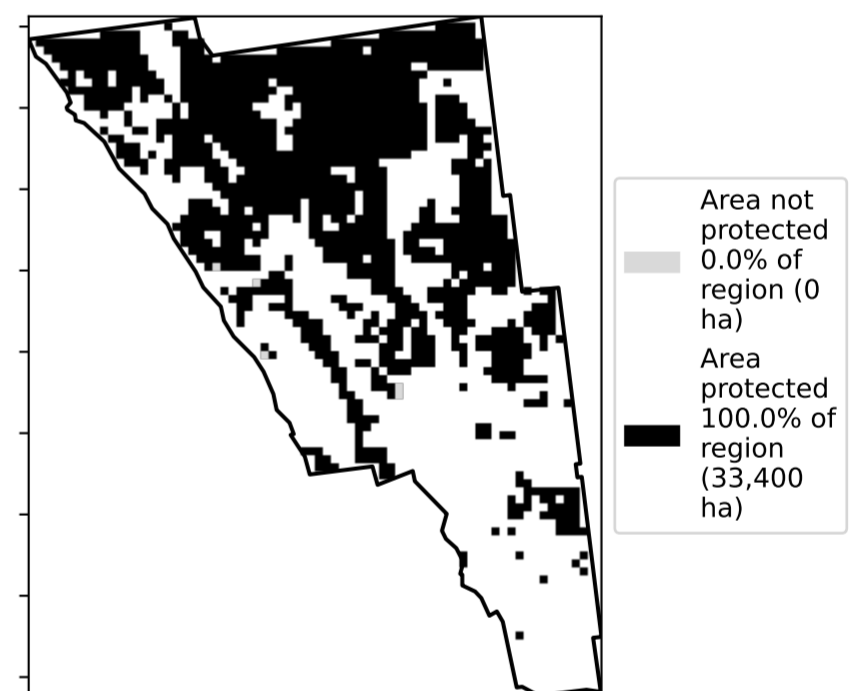 Area not
protected
0.0% of
region (0
ha)
Area
protected
100.0% of
region
(33,400
ha)